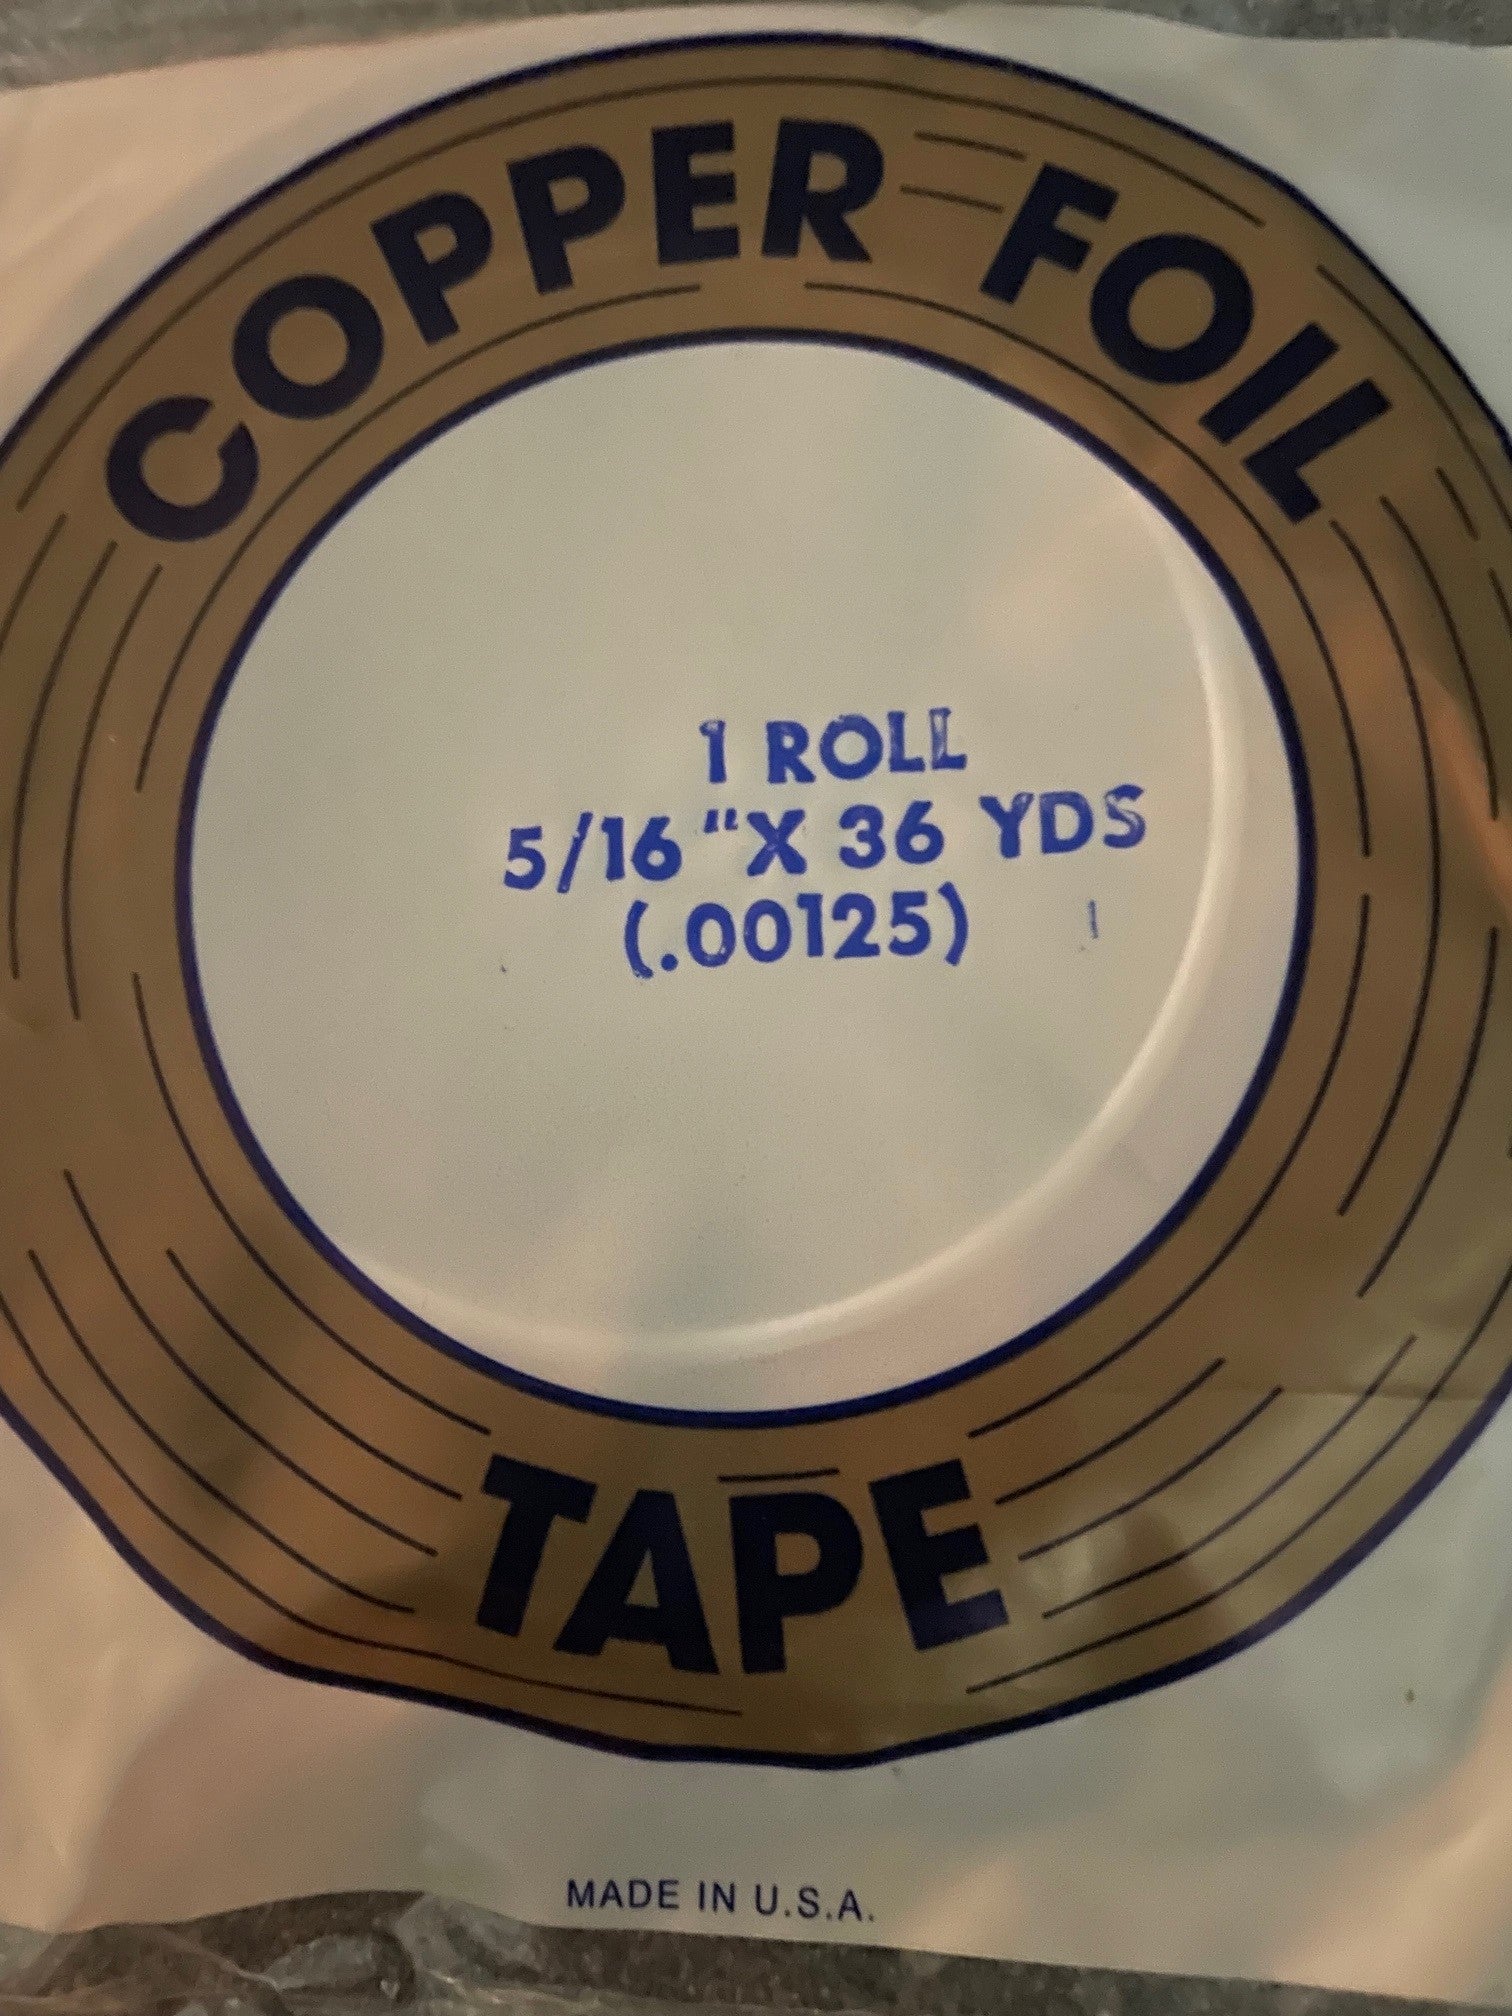 COPPER FOIL
1 ROLL
5/16 "X 36 YDS
(.00125)
TAPE
MADE IN U.S.A.